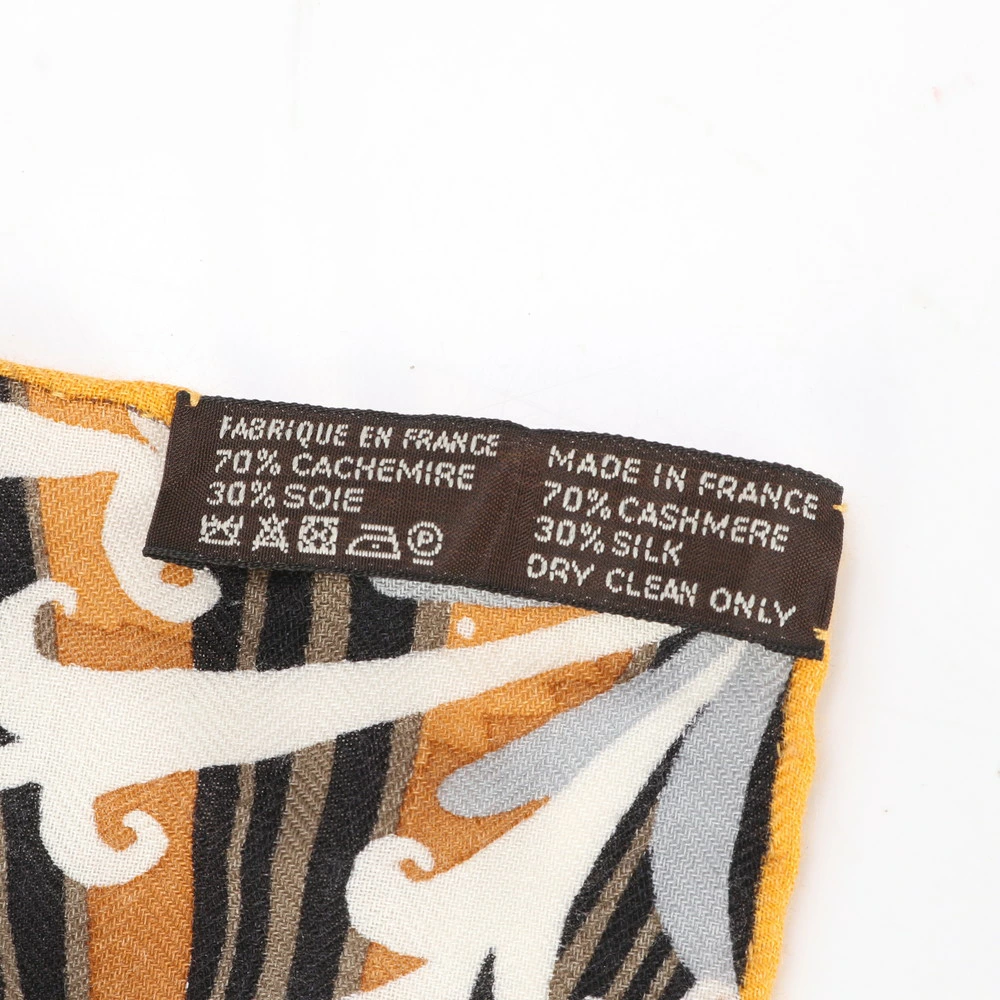 FABRIQUE EN FRANCE
70% CACHEMIRE
30% SOIE
P
MADE IN FRANCE
70% CASHMERE
30% SILK
DRY CLEAN ONLY